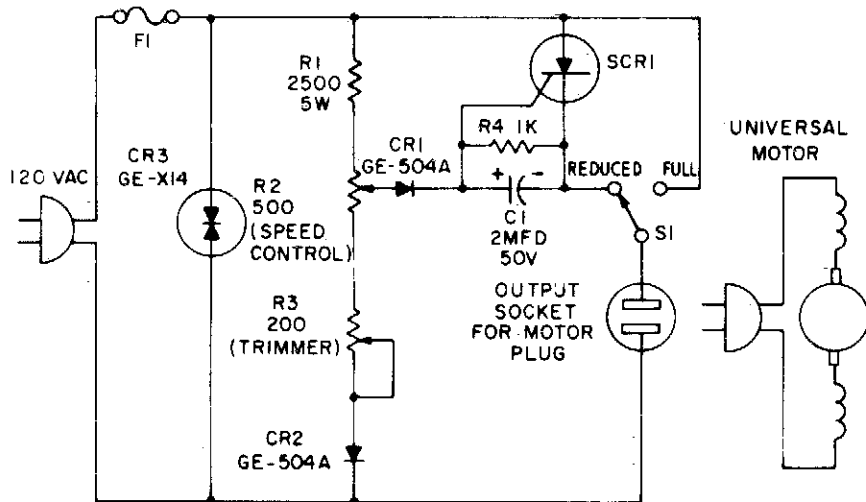 F1
R1
2500
5W
SCR1
R4 1K
CR1
GE-504A
UNIVERSAL
MOTOR
CR3
GE-X14
120 VAC
R2
500
(SPEED
CONTROL)
+ -
REDUCED
FULL
C1
2MFD
50V
S1
R3
200
(TRIMMER)
OUTPUT
SOCKET
FOR MOTOR
PLUG
CR2
GE-504A